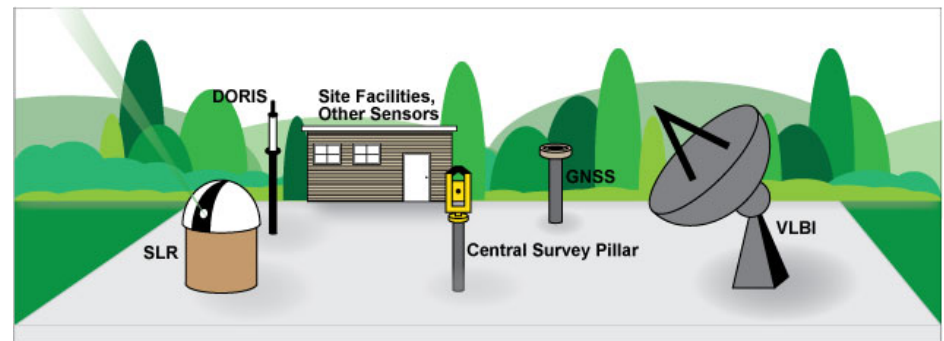 DORIS
Site Facilities,
Other Sensors
GNSS
SLR
Central Survey Pillar
VLBI